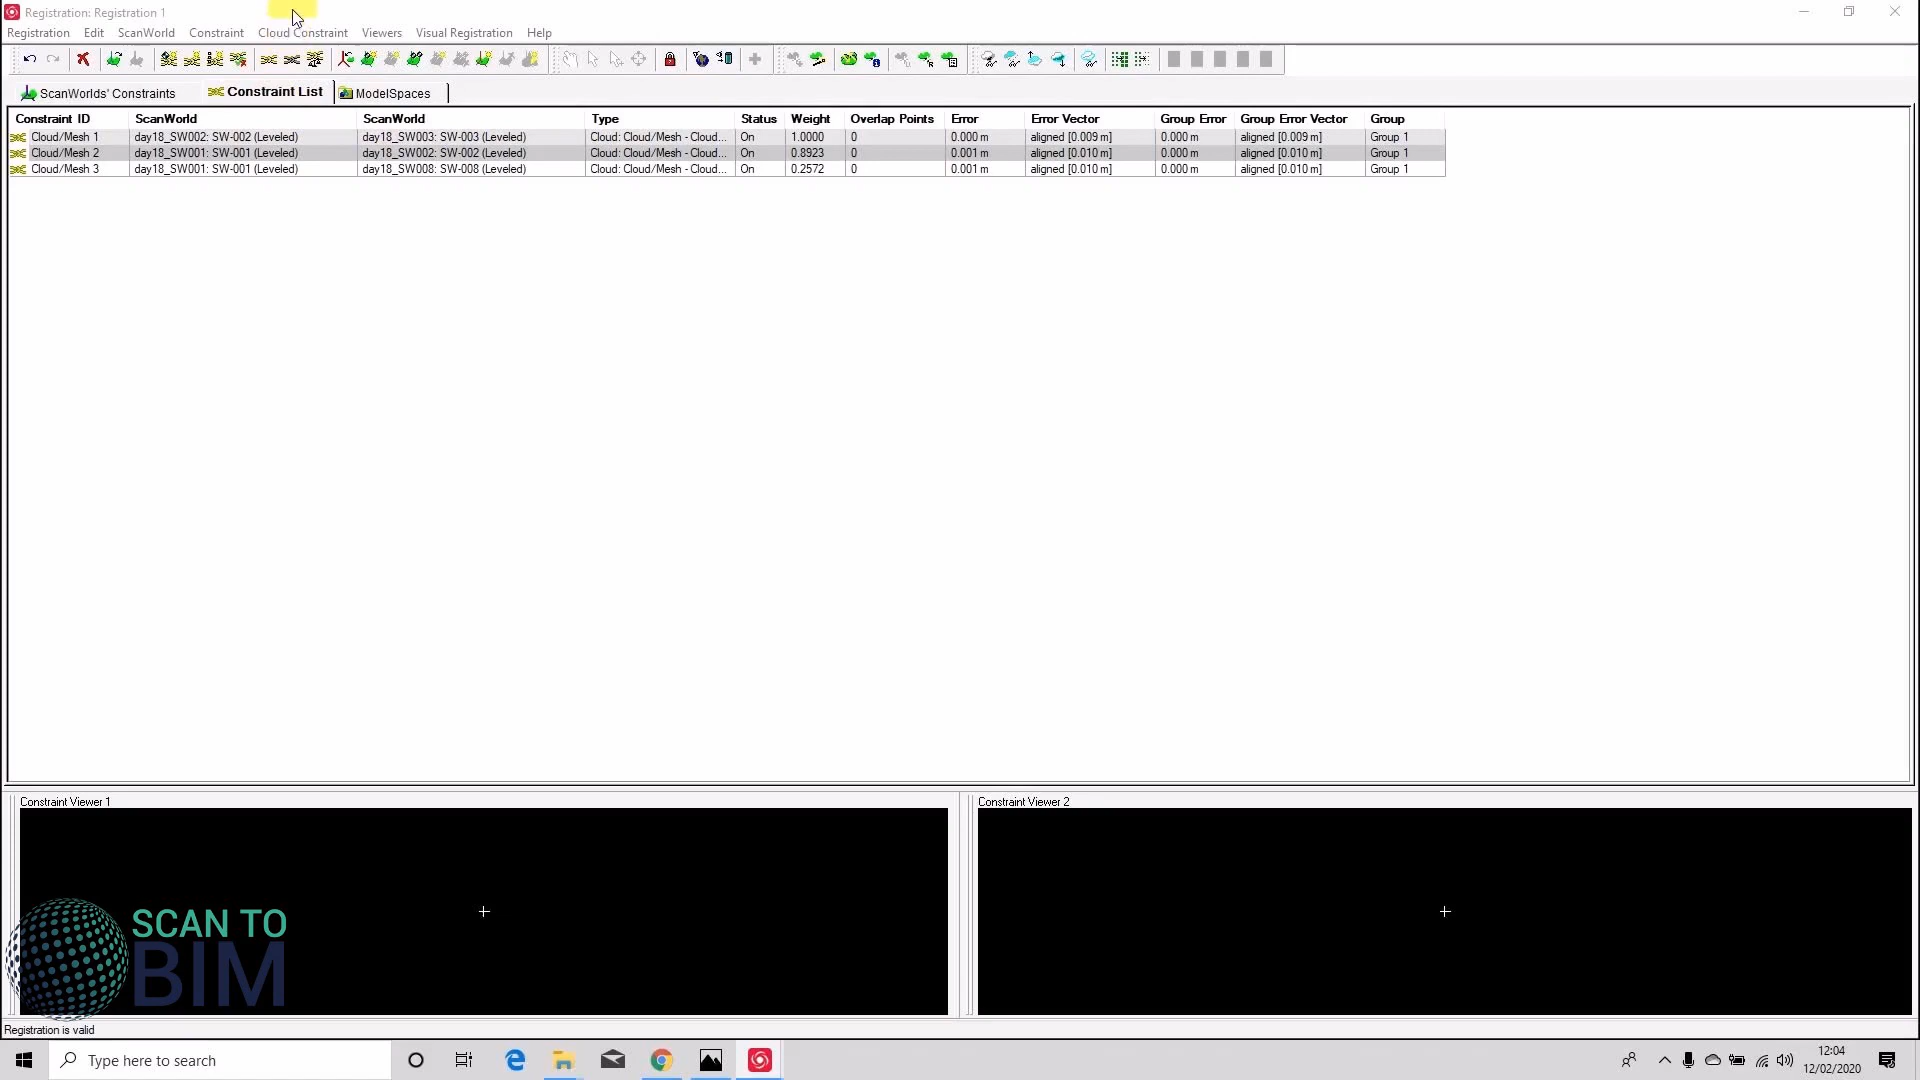 Registration: Registration 1
Registration Edit ScanWorld Constraint Cloud Constraint Viewers Visual Registration Help
ScanWorlds' Constraints Constraint List ModelSpaces
Constraint ID ScanWorld ScanWorld Type Status Weight Overlap Points Error Error Vector Group Error Group Error Vector Group
Cloud/Mesh 1 day18_SW002: SW-002 (Leveled) day18_SW003: SW-003 (Leveled) Cloud: Cloud/Mesh - Cloud... On 1.0000 0 0.000 m aligned [0.009 m] 0.000 m aligned [0.009 m] Group 1
Cloud/Mesh 2 day18_SW001: SW-001 (Leveled) day18_SW002: SW-002 (Leveled) Cloud: Cloud/Mesh - Cloud... On 0.8923 0 0.001 m aligned [0.010 m] 0.000 m aligned [0.010 m] Group 1
Cloud/Mesh 3 day18_SW001: SW-001 (Leveled) day18_SW008: SW-008 (Leveled) Cloud: Cloud/Mesh - Cloud... On 0.2572 0 0.001 m aligned [0.010 m] 0.000 m aligned [0.010 m] Group 1
Constraint Viewer 1 Constraint Viewer 2
SCAN TO
BIM
Registration is valid
Type here to search
12:04
12/02/2020